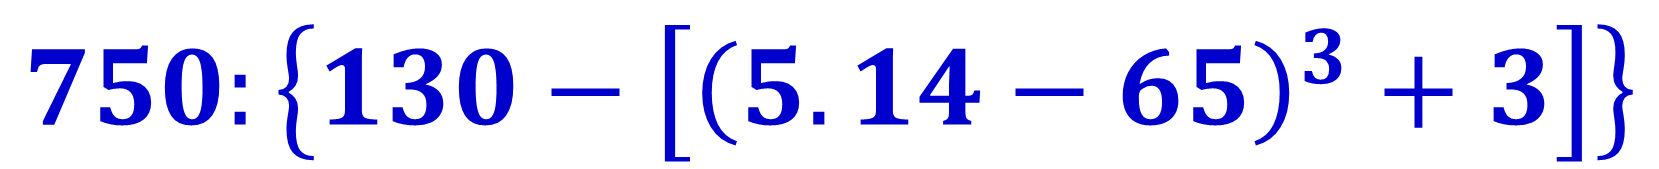 750:{130 − [(5.14 − 65)³ + 3]}